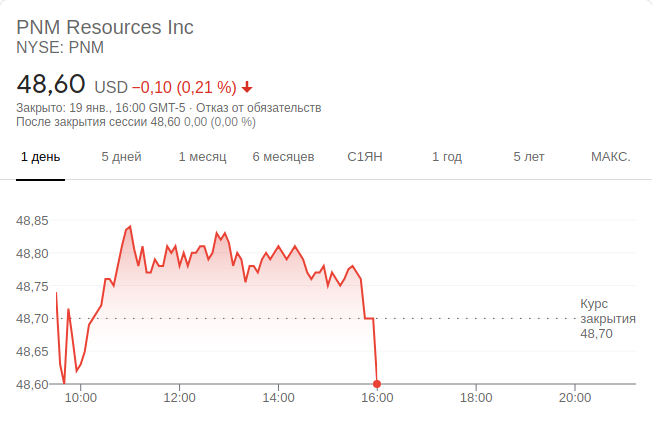 PNM Resources Inc
NYSE: PNM
48,60 USD −0,10 (0,21 %)
Закрыто: 19 янв., 16:00 GMT-5 · Отказ от обязательств
После закрытия сессии 48,60 0,00 (0,00 %)
1 день 5 дней 1 месяц 6 месяцев С1ЯН 1 год 5 лет МАКС.
48,85
48,80
48,75
48,70
48,65
48,60
Курс
закрытия
48,70
10:00 12:00 14:00 16:00 18:00 20:00